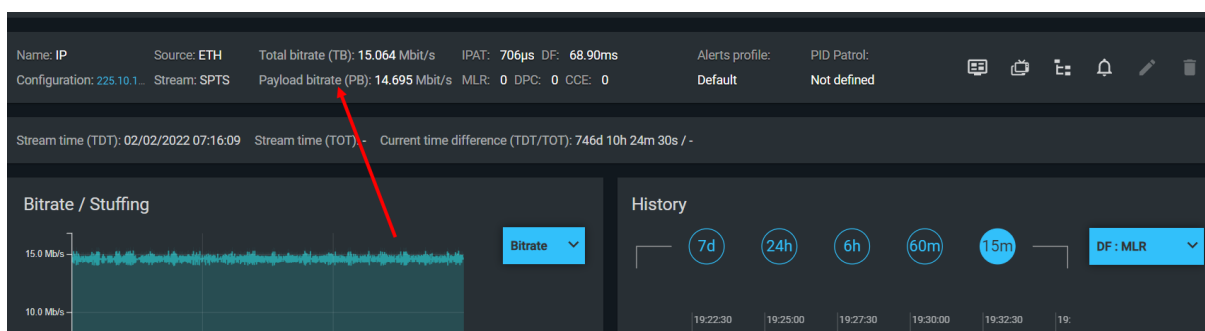 Name: IP Source: ETH Total bitrate (TB): 15.064 Mbit/s IPAT: 706µs DF: 68.90ms Alerts profile: PID Patrol:
Configuration: 225.10.1... Stream: SPTS Payload bitrate (PB): 14.695 Mbit/s MLR: 0 DPC: 0 CCE: 0 Default Not defined
Stream time (TDT): 02/02/2022 07:16:09 Stream time (TOT): - Current time difference (TDT/TOT): 746d 10h 24m 30s / -
Bitrate / Stuffing
History
Bitrate
7d 24h 6h 60m 15m
DF : MLR
15.0 Mb/s
10.0 Mb/s
19:22:30 19:25:00 19:27:30 19:30:00 19:32:30 19: